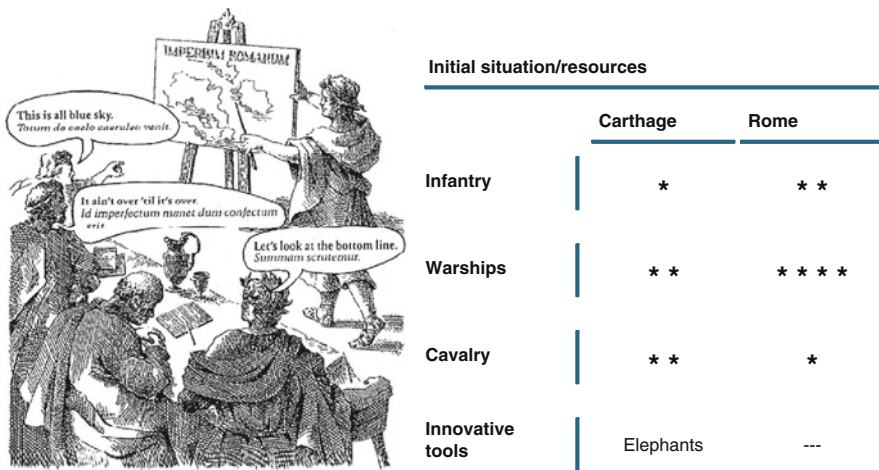 IMPERIUM ROMANUM
This is all blue sky.
Totum de caelo caeruleo venit.
It ain't over 'til it's over.
Id imperfectum manet dum confectum
erit.
Let's look at the bottom line.
Summam scrutemur.
Initial situation/resources
Carthage Rome
Infantry * * *
Warships * * * * * *
Cavalry * * *
Innovative
tools Elephants ---